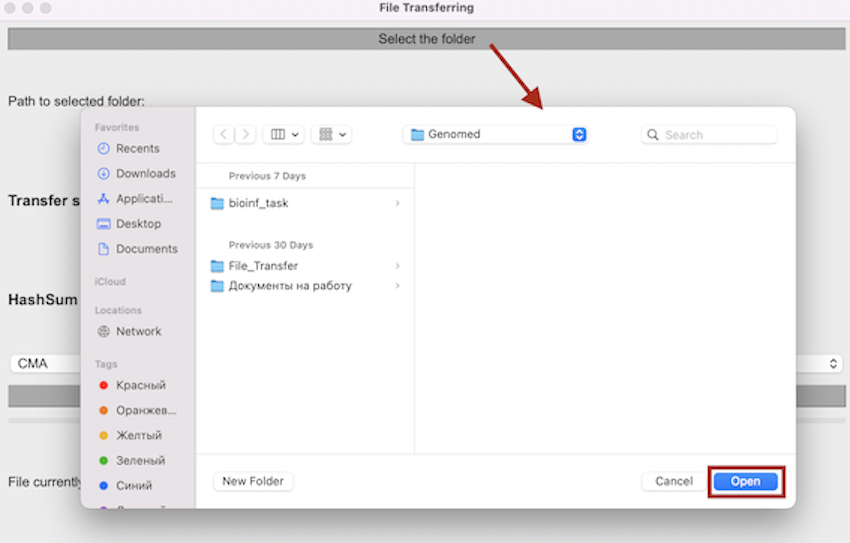 File Transferring
Select the folder
Path to selected folder:
Transfer s
HashSum
CMA
File currently
Favorites
Recents
Downloads
Applicati...
Desktop
Documents
iCloud
Locations
Network
Tags
Красный
Оранжев...
Желтый
Зеленый
Синий
Genomed
Search
Previous 7 Days
bioinf_task
Previous 30 Days
File_Transfer
Документы на работу
New Folder
Cancel
Open